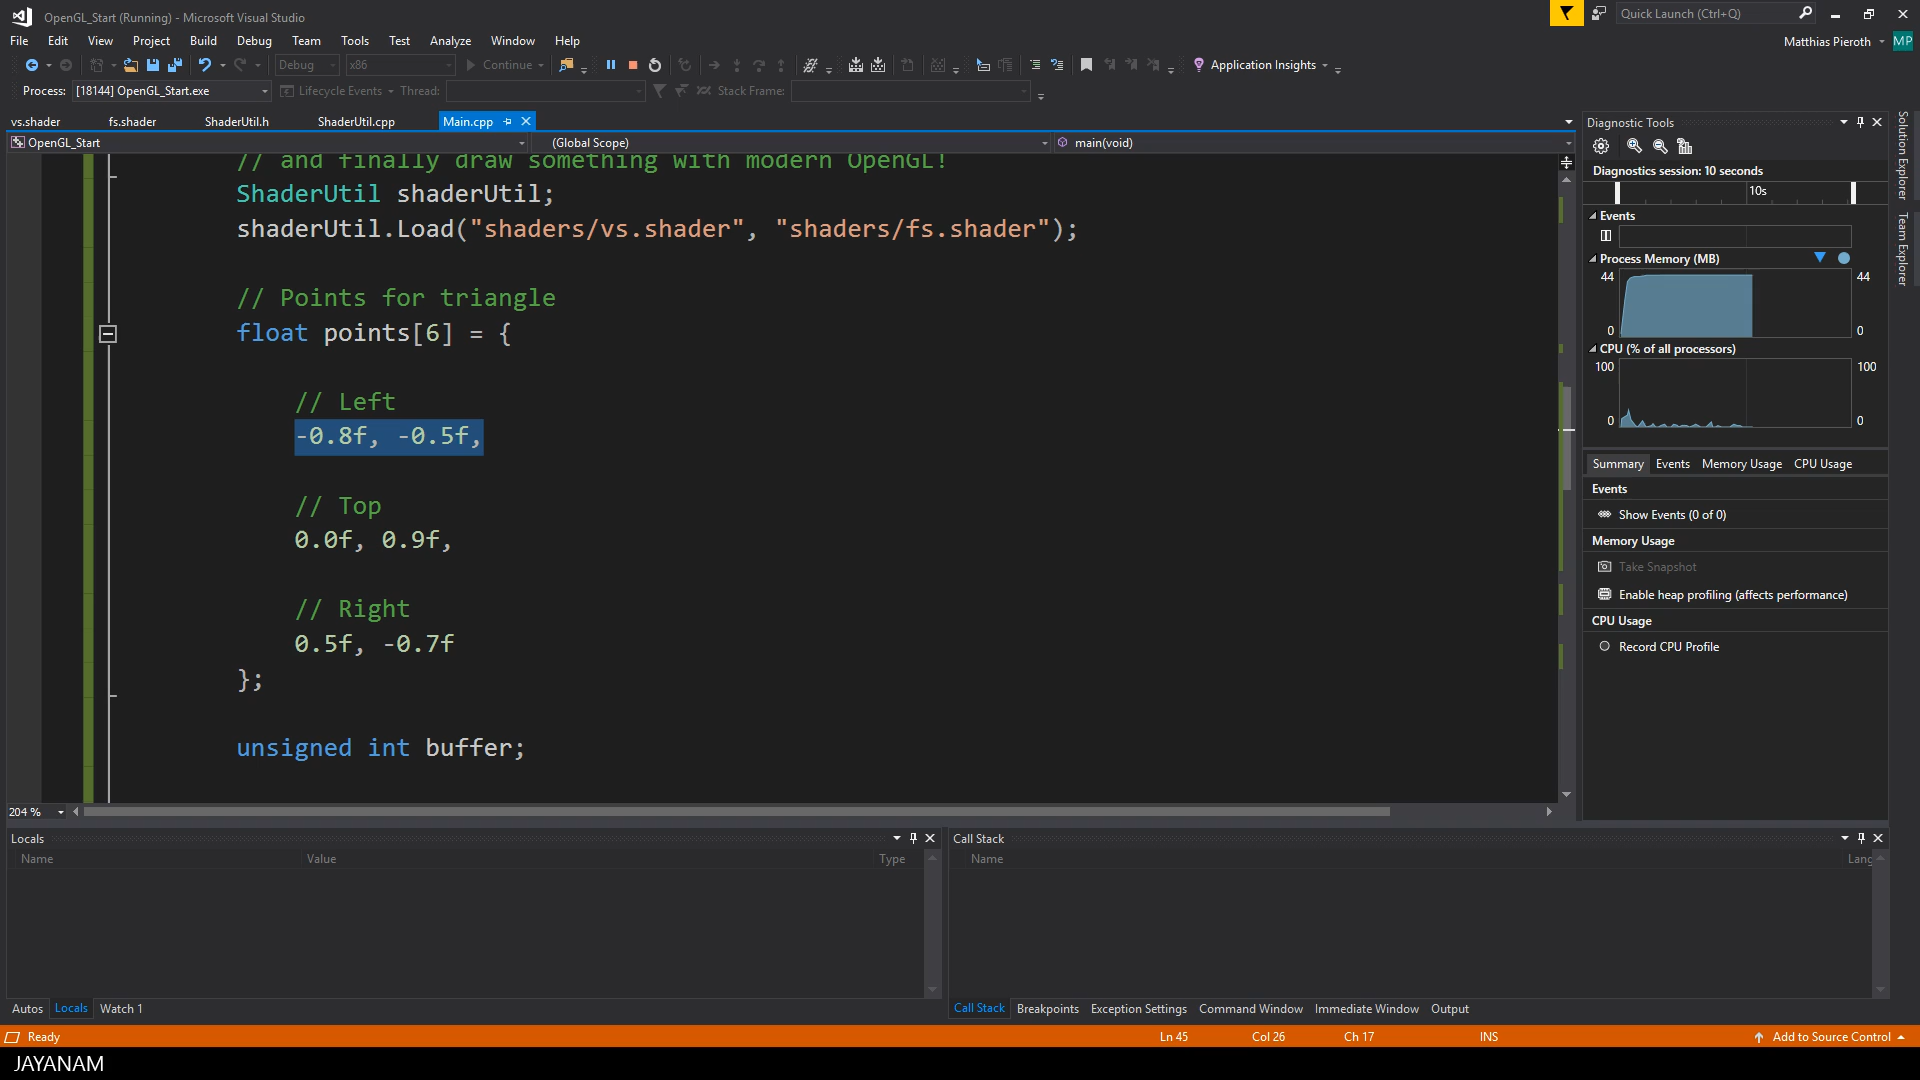 OpenGL_Start (Running) - Microsoft Visual Studio
Quick Launch (Ctrl+Q)
File Edit View Project Build Debug Team Tools Test Analyze Window Help
Matthias Pieroth MP
Debug x86 Continue Application Insights
Process: [18144] OpenGL_Start.exe Lifecycle Events Thread: Stack Frame:
vs.shader fs.shader ShaderUtil.h ShaderUtil.cpp Main.cpp
OpenGL_Start (Global Scope) main(void)
// and finally draw something with modern OpenGL!
ShaderUtil shaderUtil;
shaderUtil.Load("shaders/vs.shader", "shaders/fs.shader");
// Points for triangle
float points[6] = {
// Left
-0.8f, -0.5f,
// Top
0.0f, 0.9f,
// Right
0.5f, -0.7f
};
unsigned int buffer;
204 %
Diagnostic Tools
Diagnostics session: 10 seconds
10s
Events
Process Memory (MB)
44 44
0 0
CPU (% of all processors)
100 100
0 0
Summary Events Memory Usage CPU Usage
Events
Show Events (0 of 0)
Memory Usage
Take Snapshot
Enable heap profiling (affects performance)
CPU Usage
Record CPU Profile
Solution Explorer
Team Explorer
Locals
Name Value Type
Autos Locals Watch 1
Call Stack
Name Lang
Call Stack Breakpoints Exception Settings Command Window Immediate Window Output
Ready Ln 45 Col 26 Ch 17 INS Add to Source Control
JAYANAM